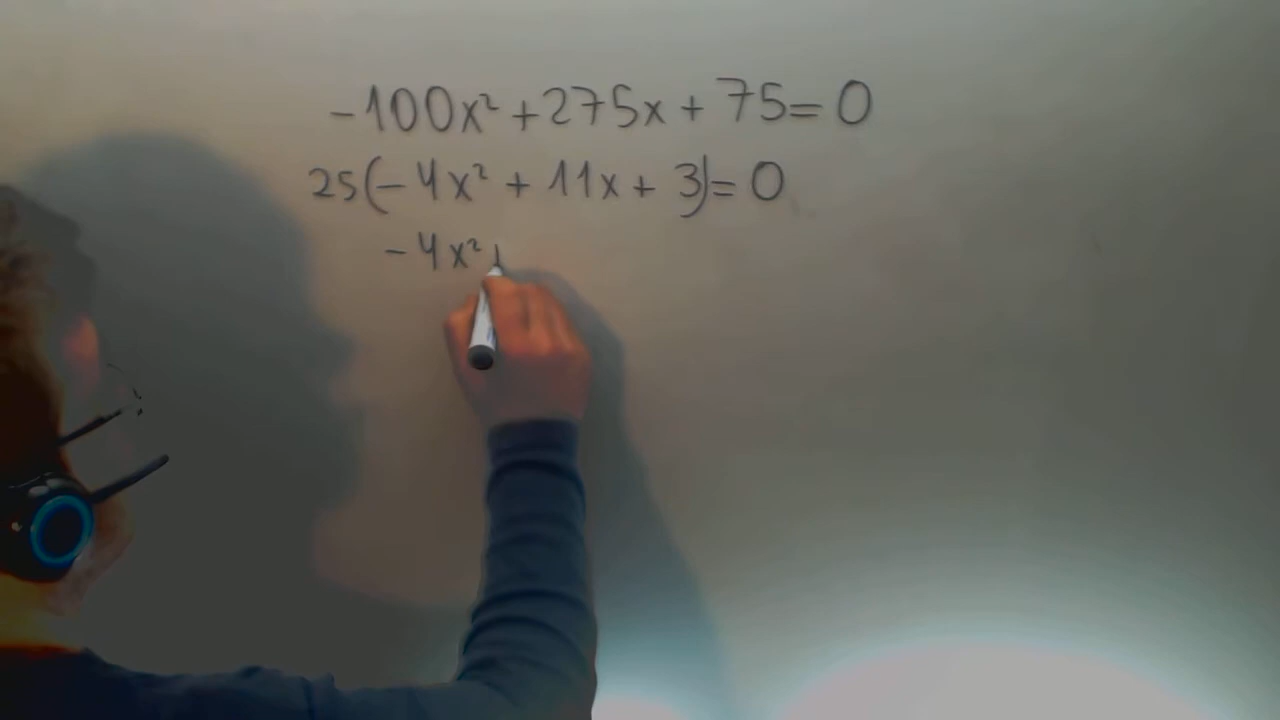 -100x² + 275x + 75 = 0
25(-4x² + 11x + 3) = 0
-4x²